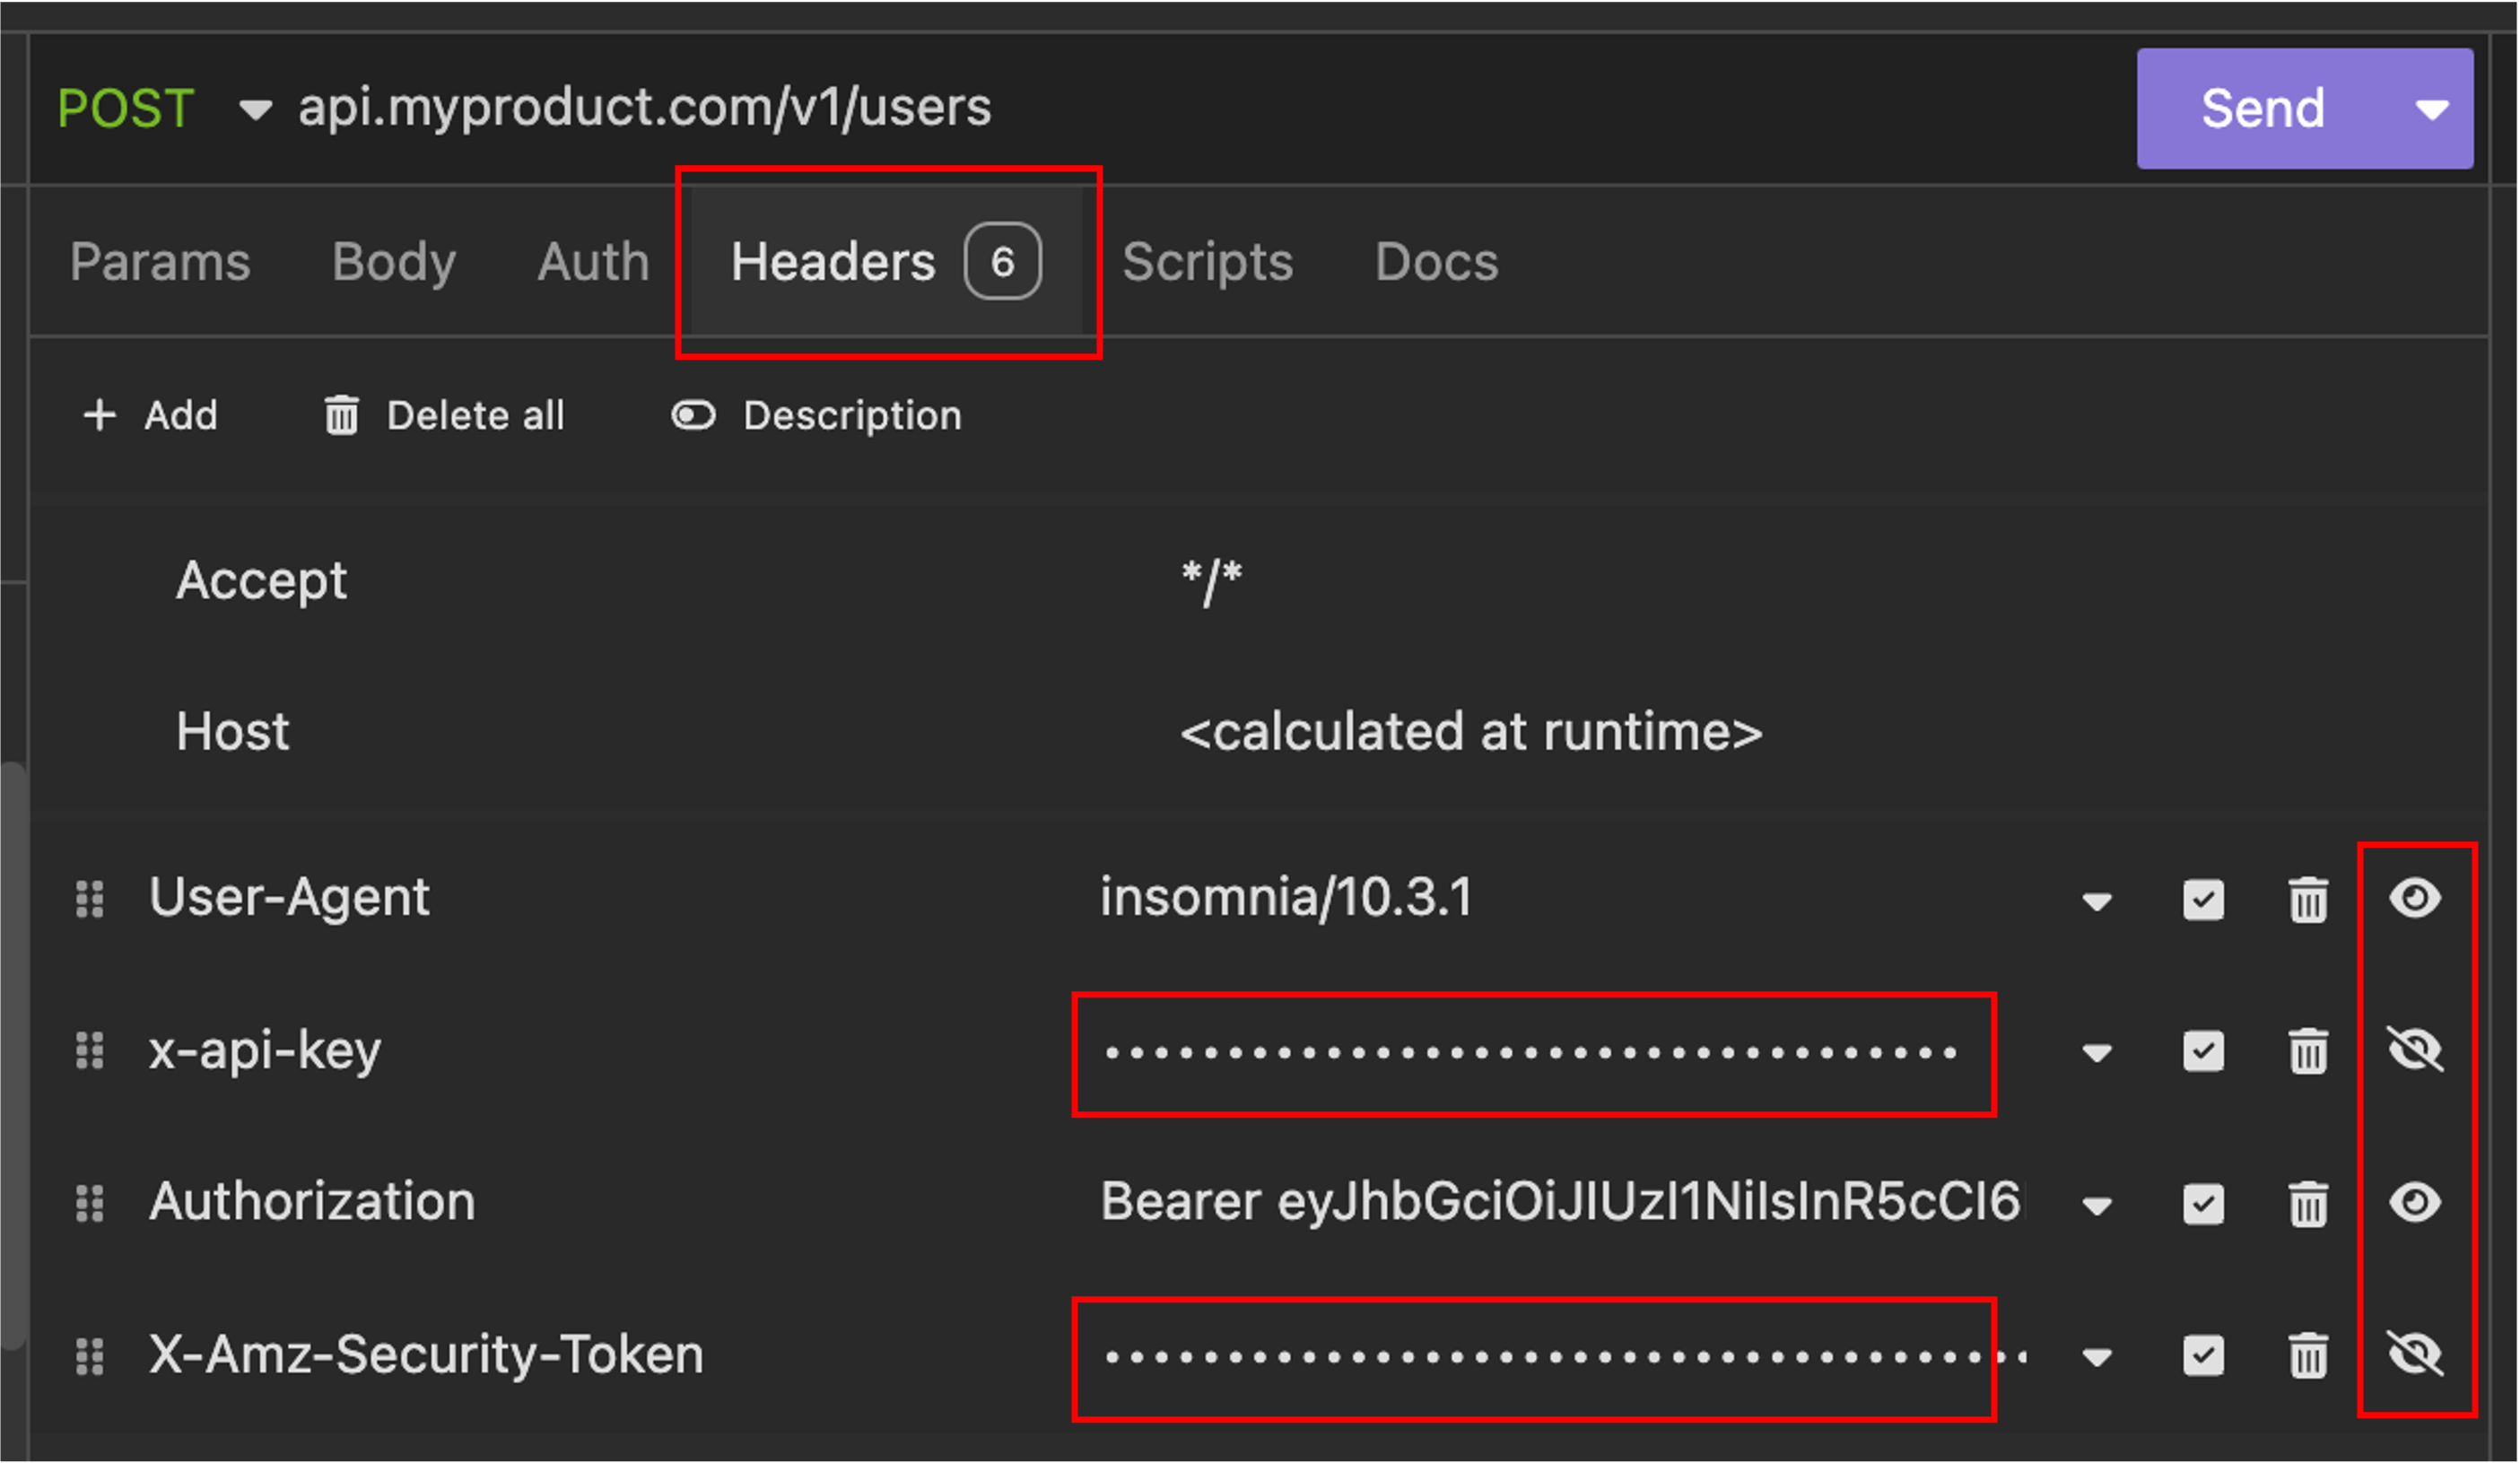 POST api.myproduct.com/v1/users Send
Params Body Auth Headers 6 Scripts Docs
+ Add Delete all Description
Accept */*
Host <calculated at runtime>
User-Agent insomnia/10.3.1
x-api-key •••••••••••••••••••••••••••••••••••
Authorization Bearer eyJhbGciOiJIUzI1NiIsInR5cCI6
X-Amz-Security-Token ••••••••••••••••••••••••••••••••••••••